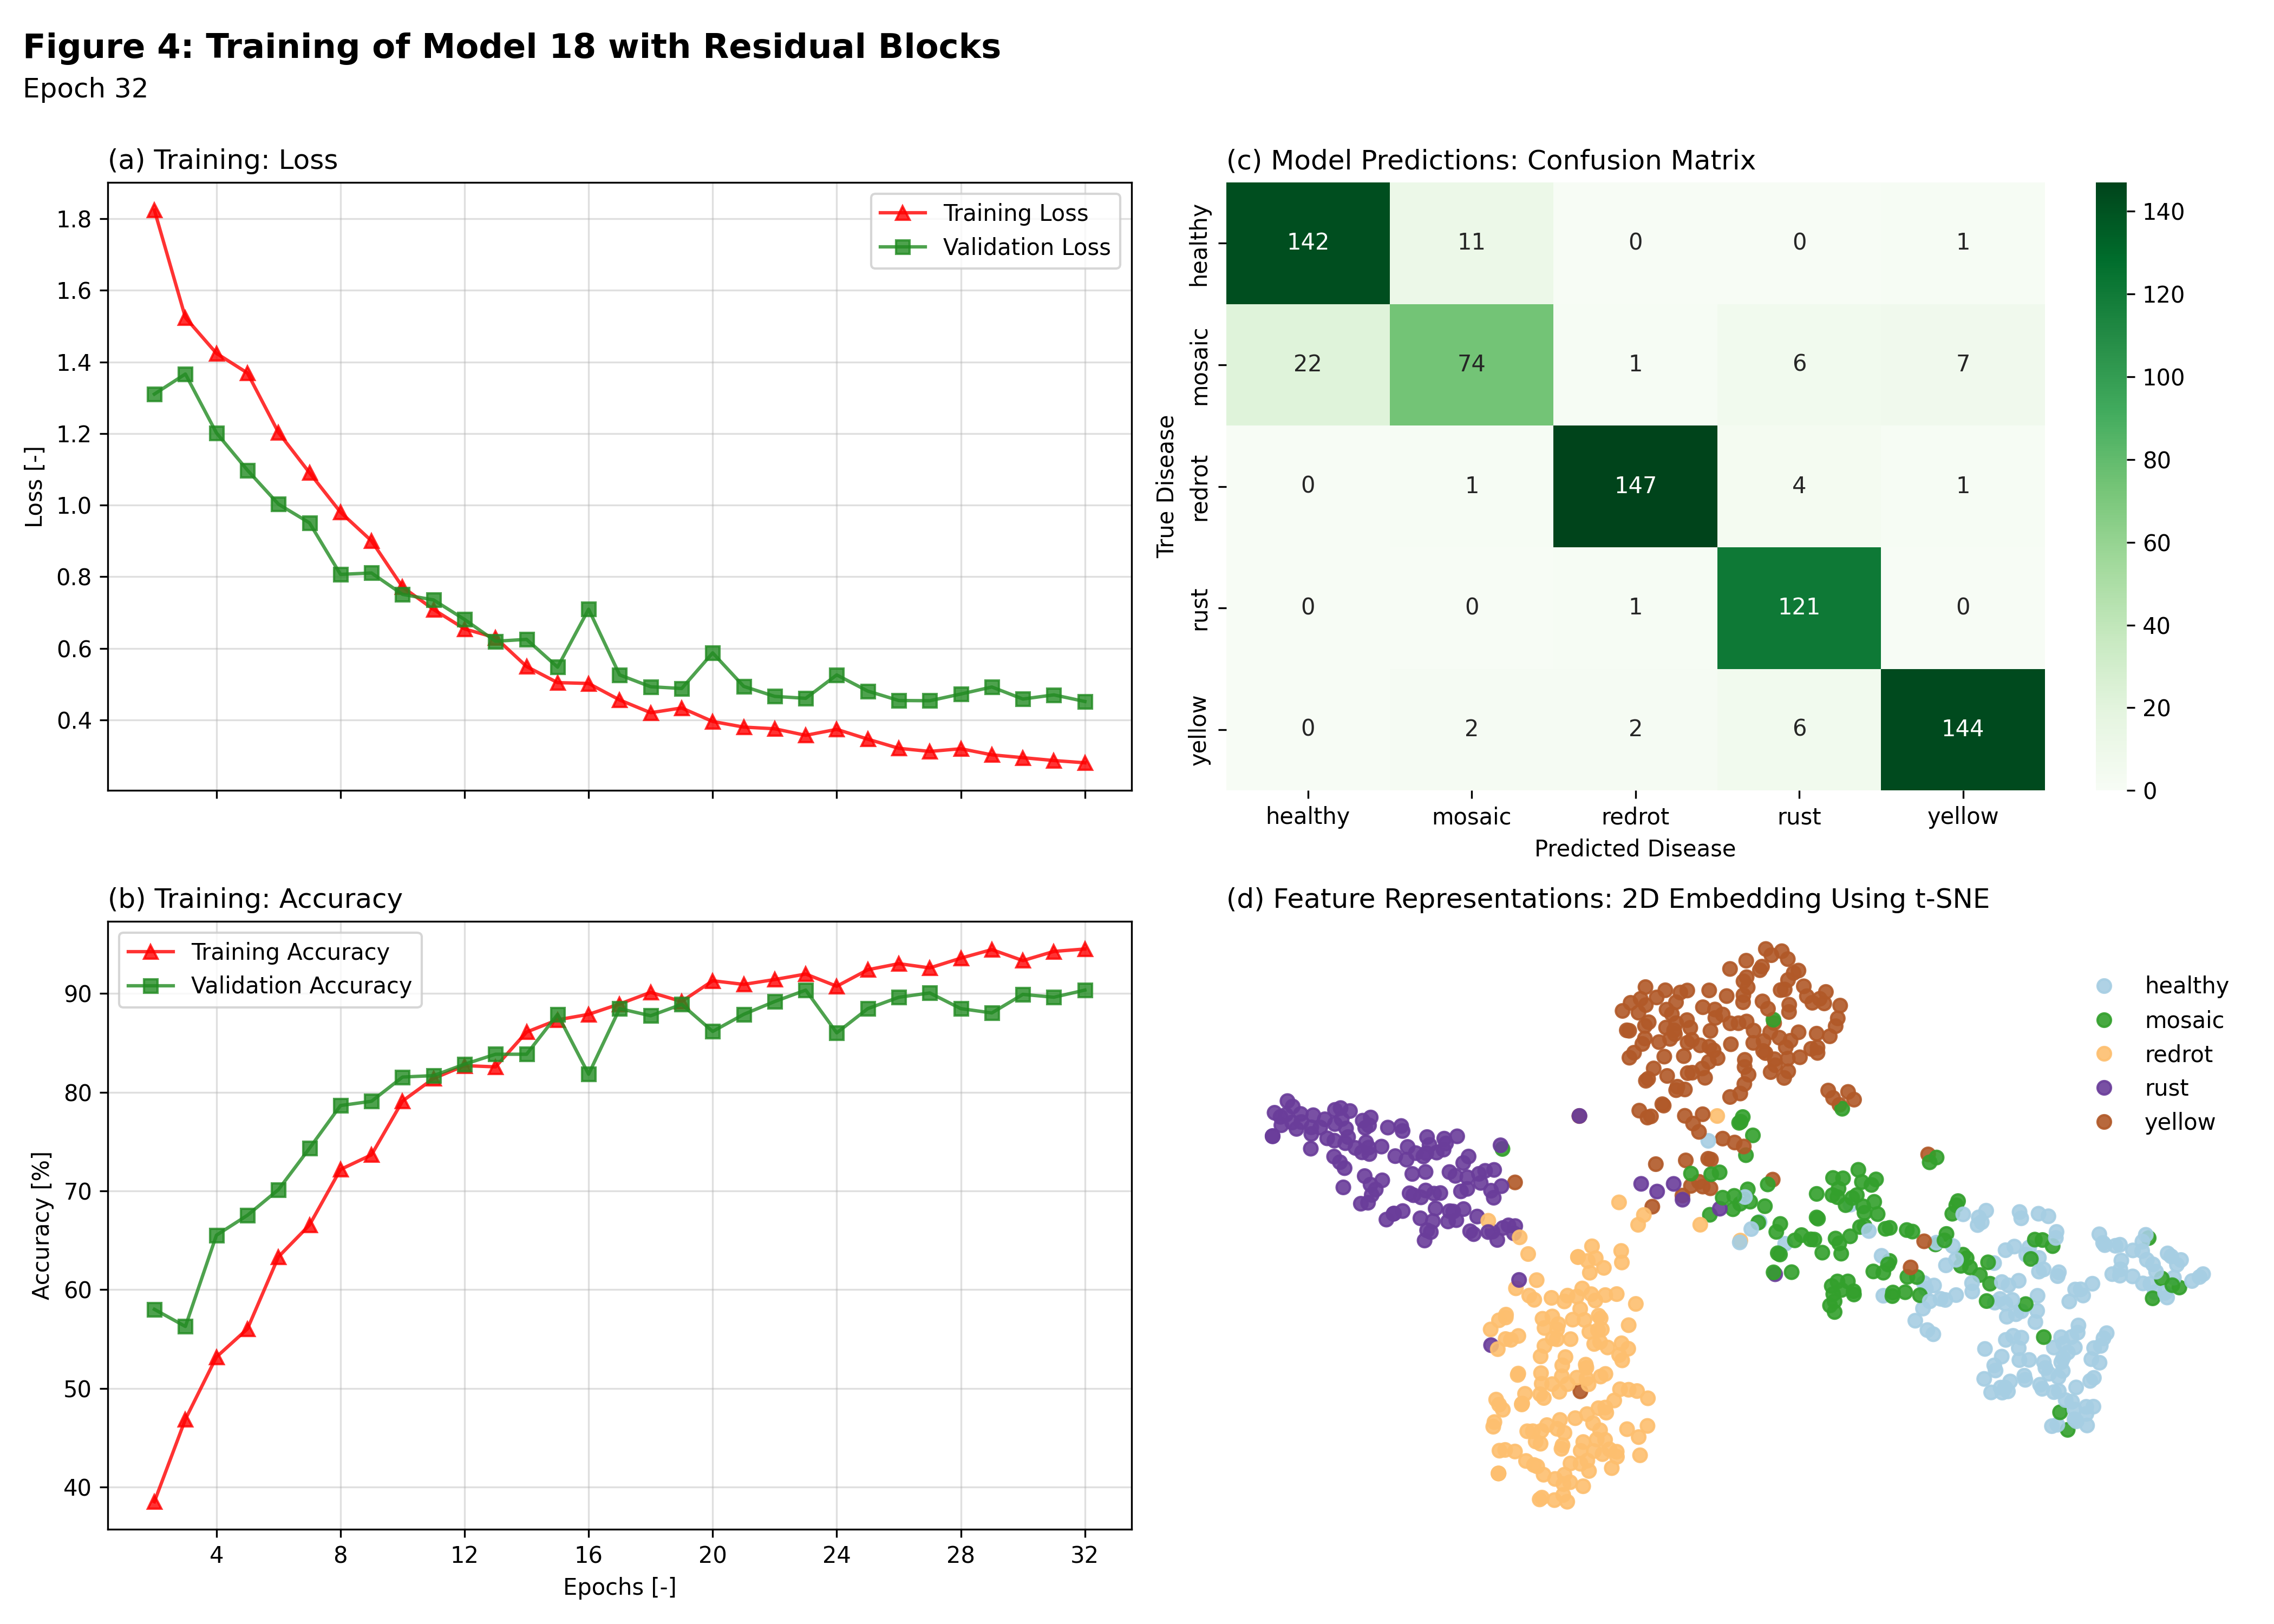 Figure 4: Training of Model 18 with Residual Blocks
Epoch 32
(a) Training: Loss
Training Loss
Validation Loss
1.8
1.6
1.4
1.2
1.0
0.8
0.6
0.4
Loss [-]
(b) Training: Accuracy
Training Accuracy
Validation Accuracy
90
80
70
60
50
40
Accuracy [%]
4 8 12 16 20 24 28 32
Epochs [-]
(c) Model Predictions: Confusion Matrix
True Disease
healthy 142 11 0 0 1
mosaic 22 74 1 6 7
redrot 0 1 147 4 1
rust 0 0 1 121 0
yellow 0 2 2 6 144
healthy mosaic redrot rust yellow
Predicted Disease
140
120
100
80
60
40
20
0
(d) Feature Representations: 2D Embedding Using t-SNE
healthy
mosaic
redrot
rust
yellow